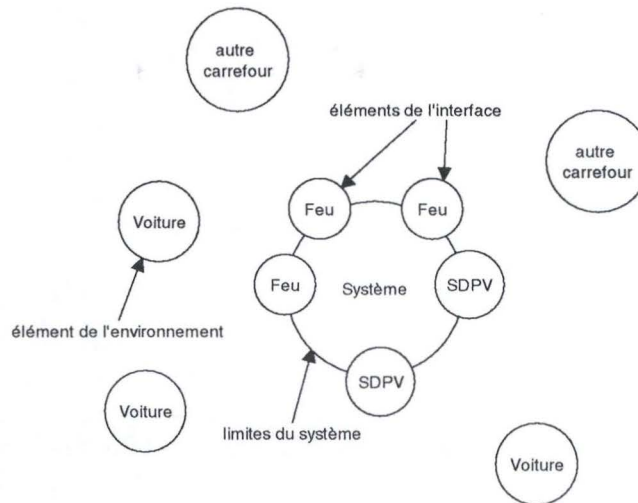 autre
carrefour
éléments de l'interface
autre
carrefour
Feu
Feu
Voiture
Feu
Système
SDPV
élément de l'environnement
SDPV
Voiture
limites du système
Voiture